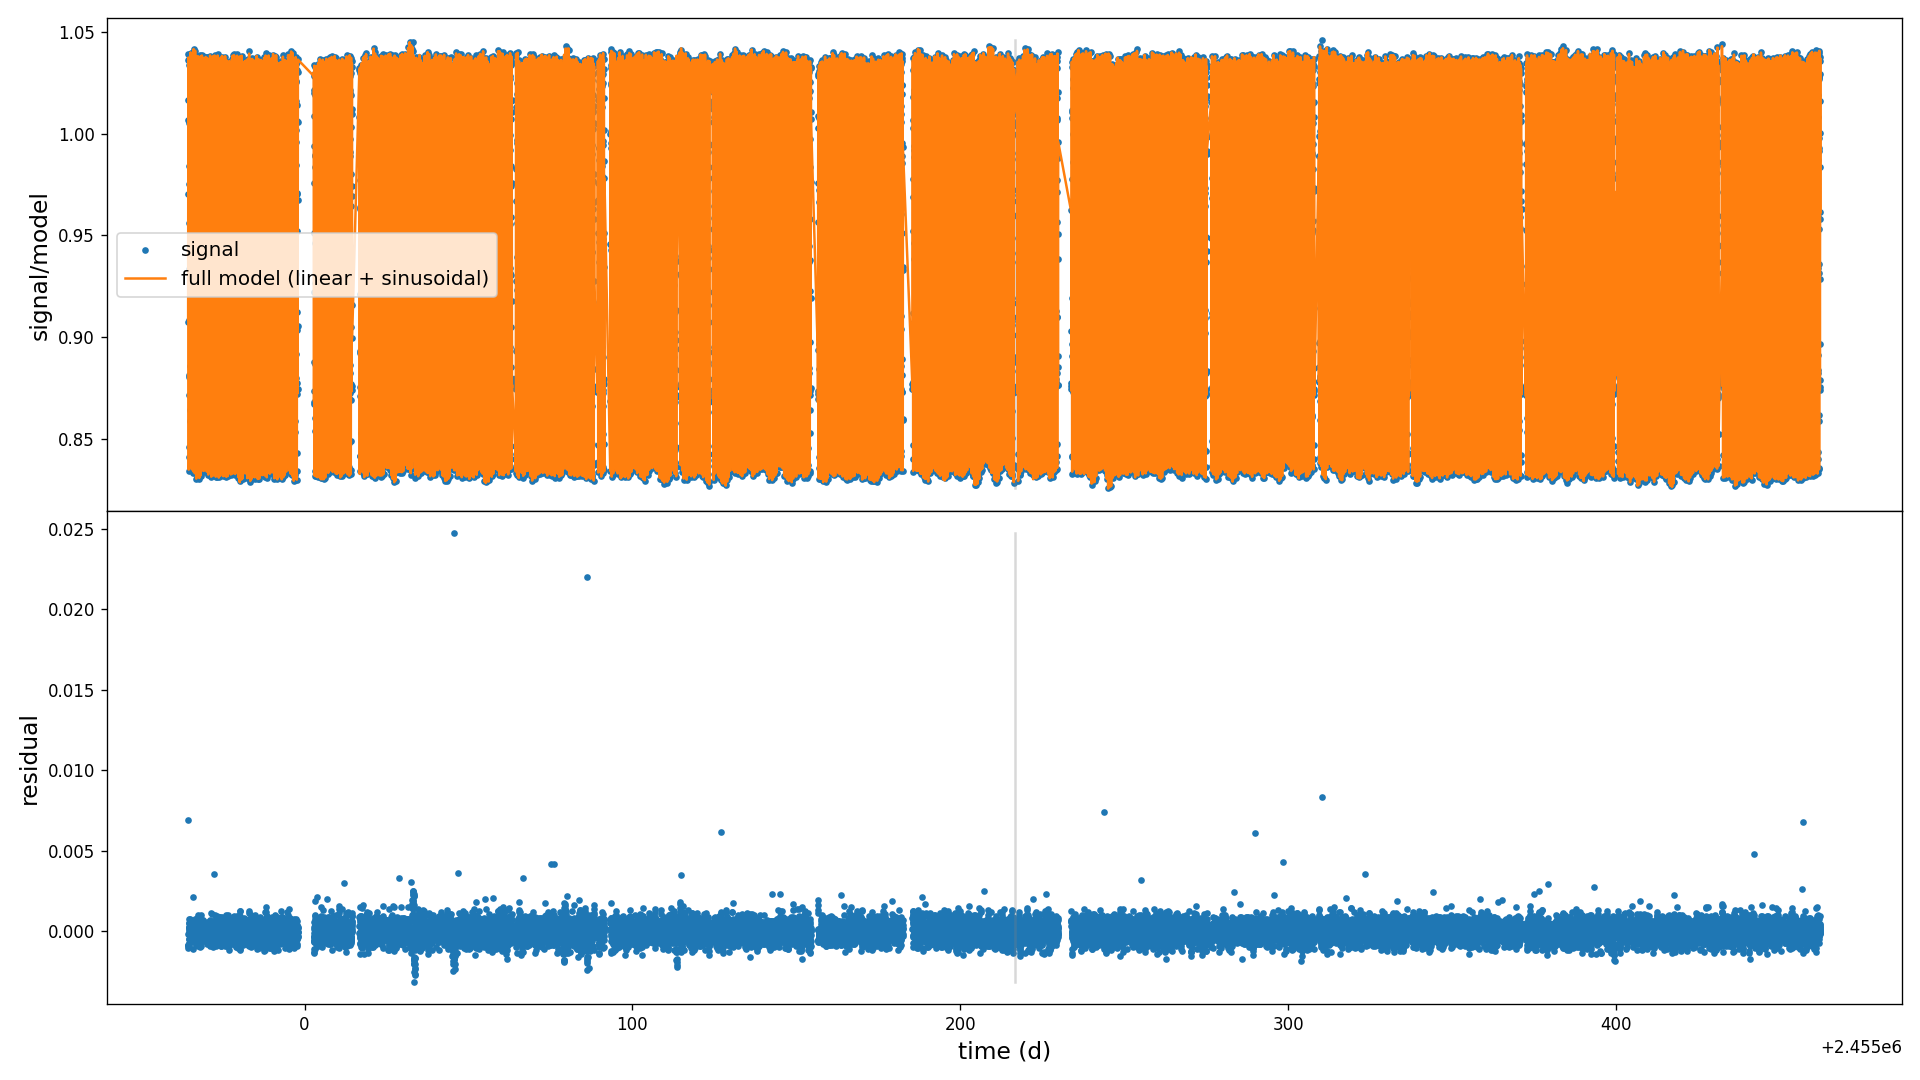 1.05
1.00
0.95
0.90
0.85
signal/model
signal
full model (linear + sinusoidal)
0.025
0.020
0.015
0.010
0.005
0.000
residual
0 100 200 300 400
time (d)
+2.455e6